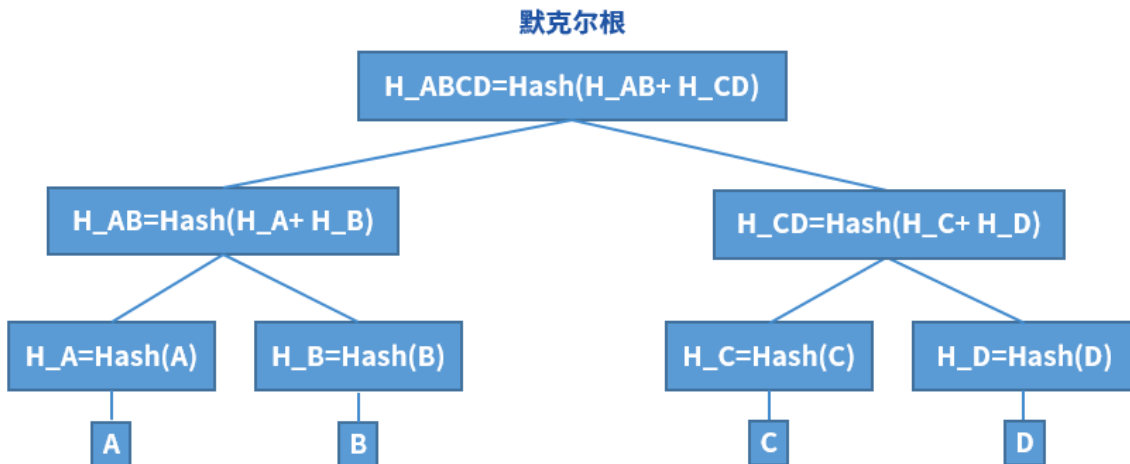 默克尔根
H_ABCD=Hash(H_AB+ H_CD)
H_AB=Hash(H_A+ H_B)
H_CD=Hash(H_C+ H_D)
H_A=Hash(A)
H_B=Hash(B)
H_C=Hash(C)
H_D=Hash(D)
A
B
C
D